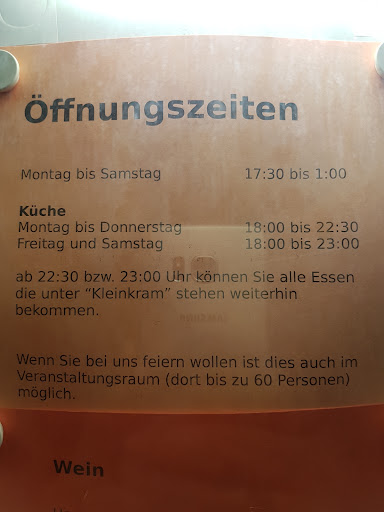 Öffnungszeiten
Montag bis Samstag 17:30 bis 1:00
Küche
Montag bis Donnerstag 18:00 bis 22:30
Freitag und Samstag 18:00 bis 23:00
ab 22:30 bzw. 23:00 Uhr können Sie alle Essen
die unter “Kleinkram” stehen weiterhin
bekommen.
Wenn Sie bei uns feiern wollen ist dies auch im
Veranstaltungsraum (dort bis zu 60 Personen)
möglich.
Wein